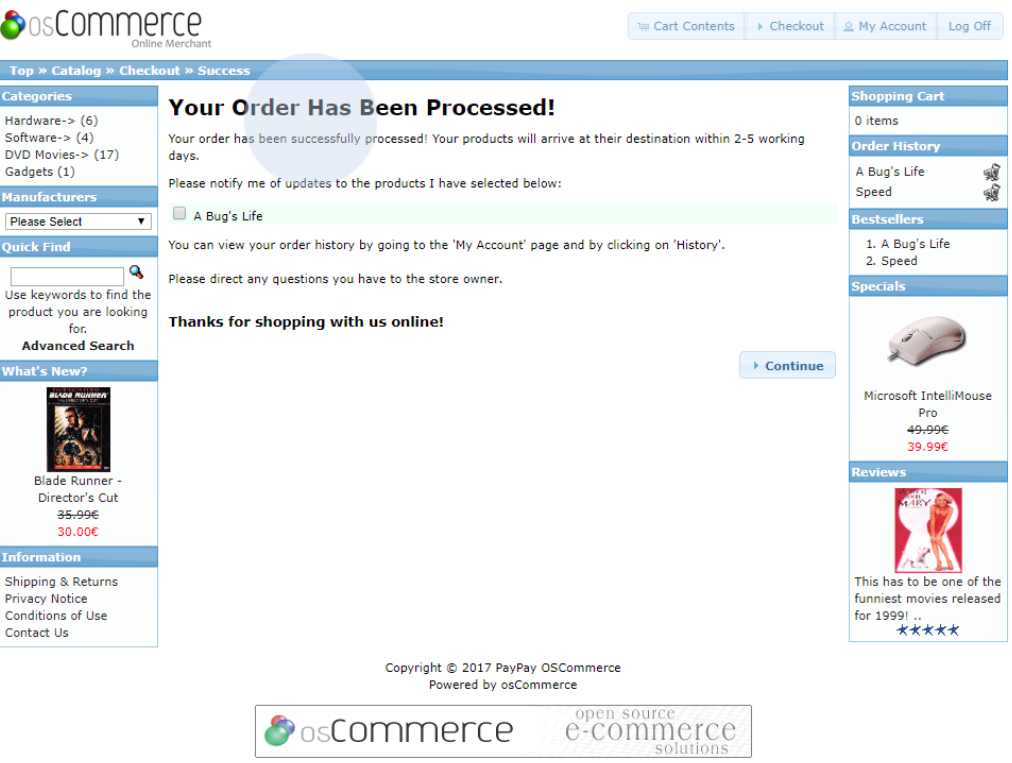 osCommerce
Online Merchant
Cart Contents
Checkout
My Account
Log Off
Top » Catalog » Checkout » Success
Categories
Hardware-> (6)
Software-> (4)
DVD Movies-> (17)
Gadgets (1)
Manufacturers
Please Select
Quick Find
Use keywords to find the
product you are looking
for.
Advanced Search
What's New?
BLADE RUNNER
Blade Runner -
Director's Cut
35.99€
30.00€
Information
Shipping & Returns
Privacy Notice
Conditions of Use
Contact Us
Your Order Has Been Processed!
Your order has been successfully processed! Your products will arrive at their destination within 2-5 working
days.
Please notify me of updates to the products I have selected below:
A Bug's Life
You can view your order history by going to the 'My Account' page and by clicking on 'History'.
Please direct any questions you have to the store owner.
Thanks for shopping with us online!
Continue
Shopping Cart
0 items
Order History
A Bug's Life
Speed
Bestsellers
1. A Bug's Life
2. Speed
Specials
Microsoft IntelliMouse
Pro
49.99€
39.99€
Reviews
MARY
This has to be one of the
funniest movies released
for 1999! ..
Copyright © 2017 PayPay OSCommerce
Powered by osCommerce
osCommerce
open source
e-commerce
solutions